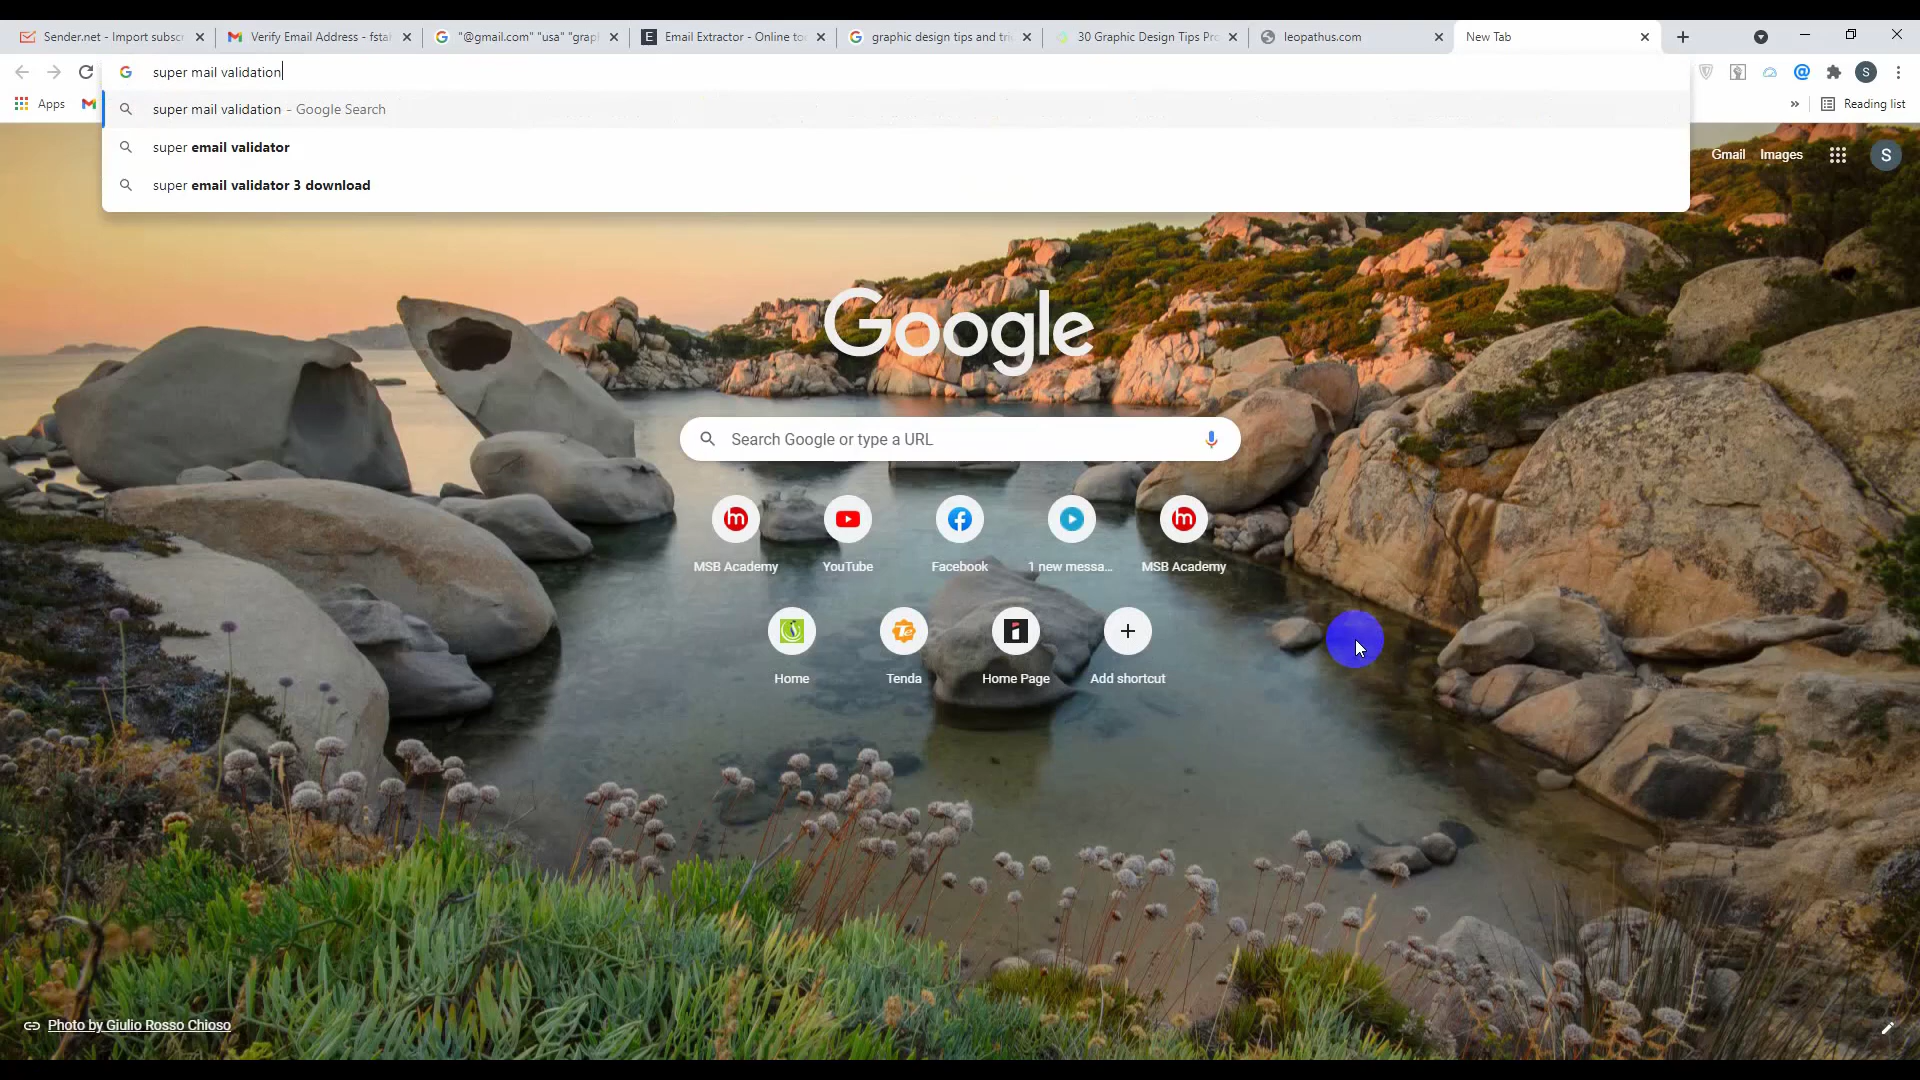 Sender.net - Import subscr
Verify Email Address - fsta
"@gmail.com" "usa" "grap
Email Extractor - Online to
graphic design tips and tri
30 Graphic Design Tips Pr
leopathus.com
New Tab
super mail validation
Apps
super mail validation - Google Search
Reading list
super email validator
super email validator 3 download
Gmail
Images
S
Google
Search Google or type a URL
MSB Academy
YouTube
Facebook
1 new messa...
MSB Academy
Home
Tenda
Home Page
Add shortcut
Photo by Giulio Rosso Chioso